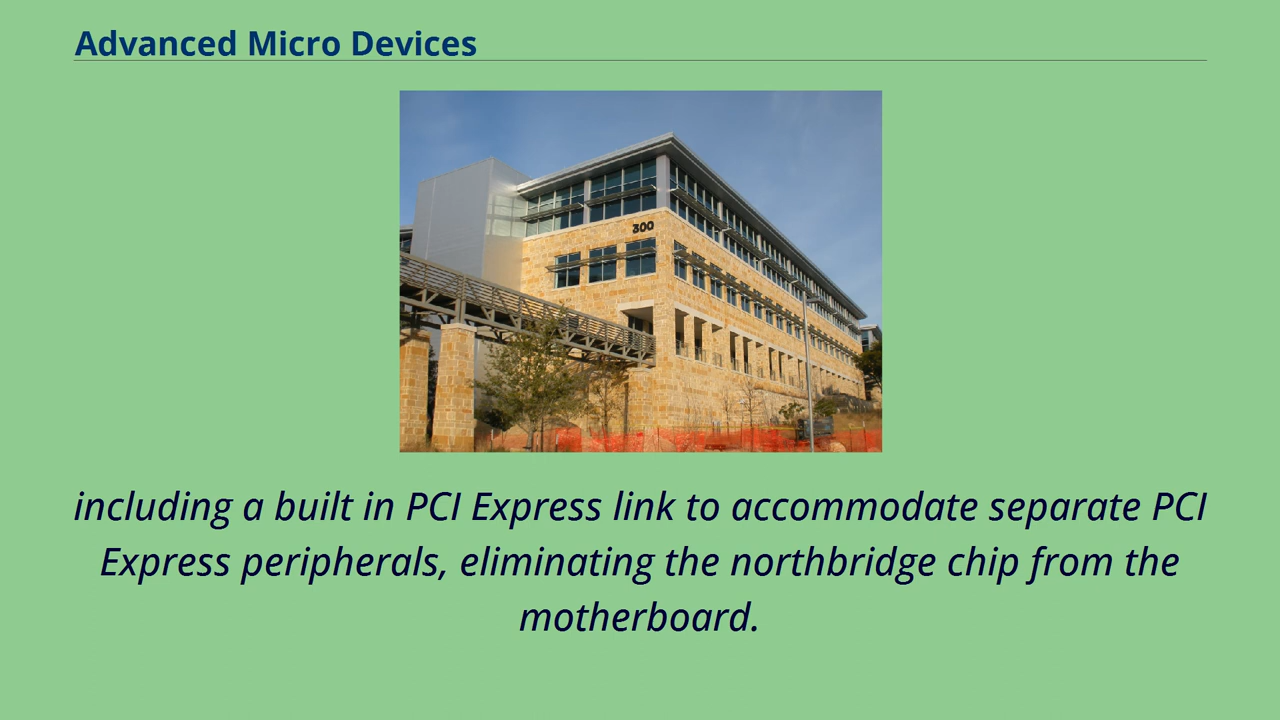 Advanced Micro Devices
300
including a built in PCI Express link to accommodate separate PCI
Express peripherals, eliminating the northbridge chip from the
motherboard.